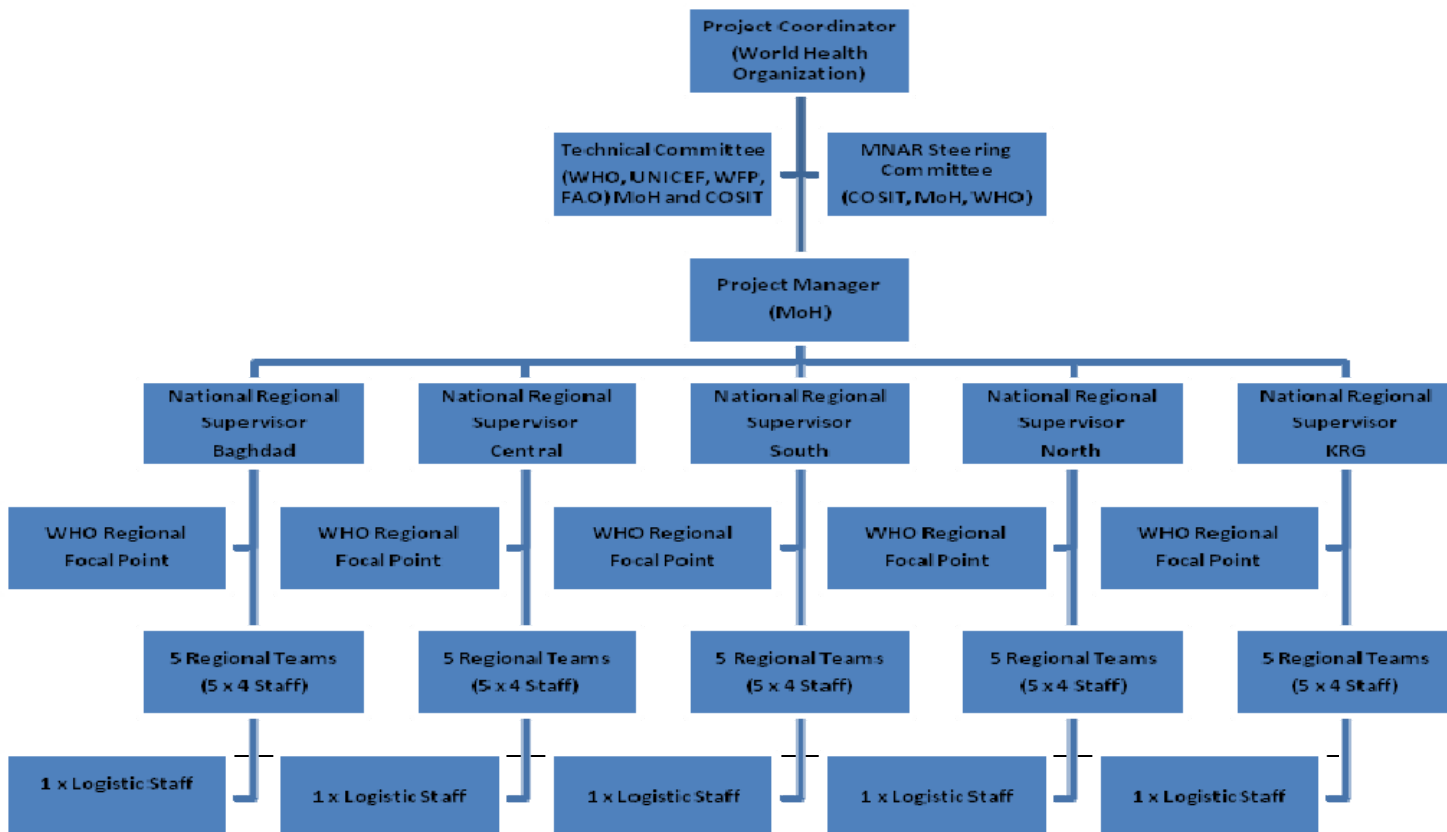 Project Coordinator
(World Health
Organization)
Technical Committee
(WHO, UNICEF, WFP,
FAO) MoH and COSIT
MNAR Steering
Committee
(COSIT, MoH, WHO)
Project Manager
(MoH)
National Regional
Supervisor
Baghdad
National Regional
Supervisor
Central
National Regional
Supervisor
South
National Regional
Supervisor
North
National Regional
Supervisor
KRG
WHO Regional
Focal Point
WHO Regional
Focal Point
WHO Regional
Focal Point
WHO Regional
Focal Point
WHO Regional
Focal Point
5 Regional Teams
(5 x 4 Staff)
5 Regional Teams
(5 x 4 Staff)
5 Regional Teams
(5 x 4 Staff)
5 Regional Teams
(5 x 4 Staff)
5 Regional Teams
(5 x 4 Staff)
1 x Logistic Staff
1 x Logistic Staff
1 x Logistic Staff
1 x Logistic Staff
1 x Logistic Staff